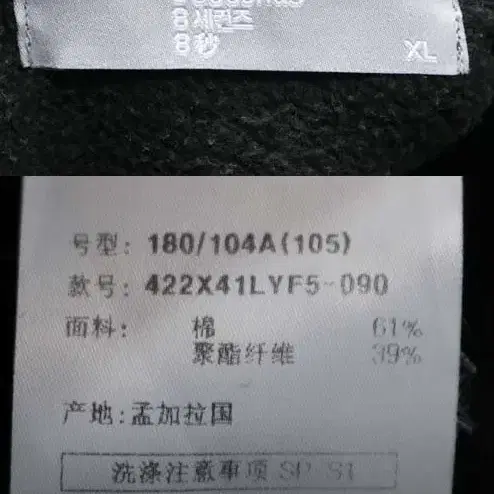 8세컨즈
8秒
XL
号型: 180/104A(105)
款号: 422X41LYF5-090
面料: 棉 61%
聚酯纤维 39%
产地: 孟加拉国
洗涤注意事项 SP S1